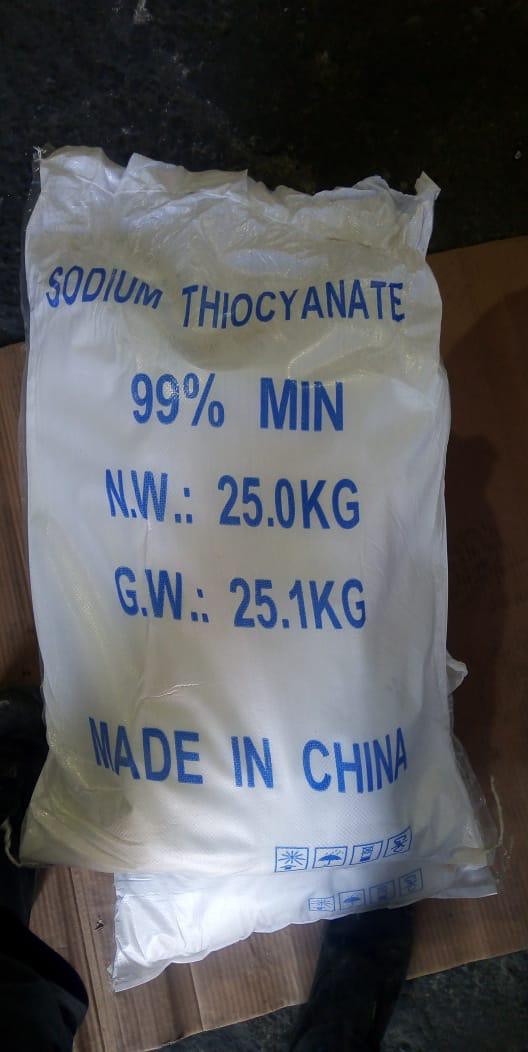 SODIUM THIOCYANATE
99% MIN
N.W.: 25.0KG
G.W.: 25.1KG
MADE IN CHINA